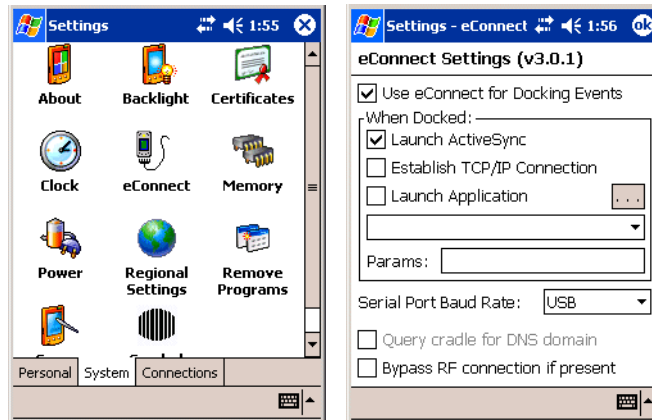 Settings
1:55
About
Backlight
Certificates
Clock
eConnect
Memory
Power
Regional
Settings
Remove
Programs
Personal
System
Connections
Settings - eConnect
1:56
ok
eConnect Settings (v3.0.1)
Use eConnect for Docking Events
When Docked:
Launch ActiveSync
Establish TCP/IP Connection
Launch Application
...
Params:
Serial Port Baud Rate:
USB
Query cradle for DNS domain
Bypass RF connection if present